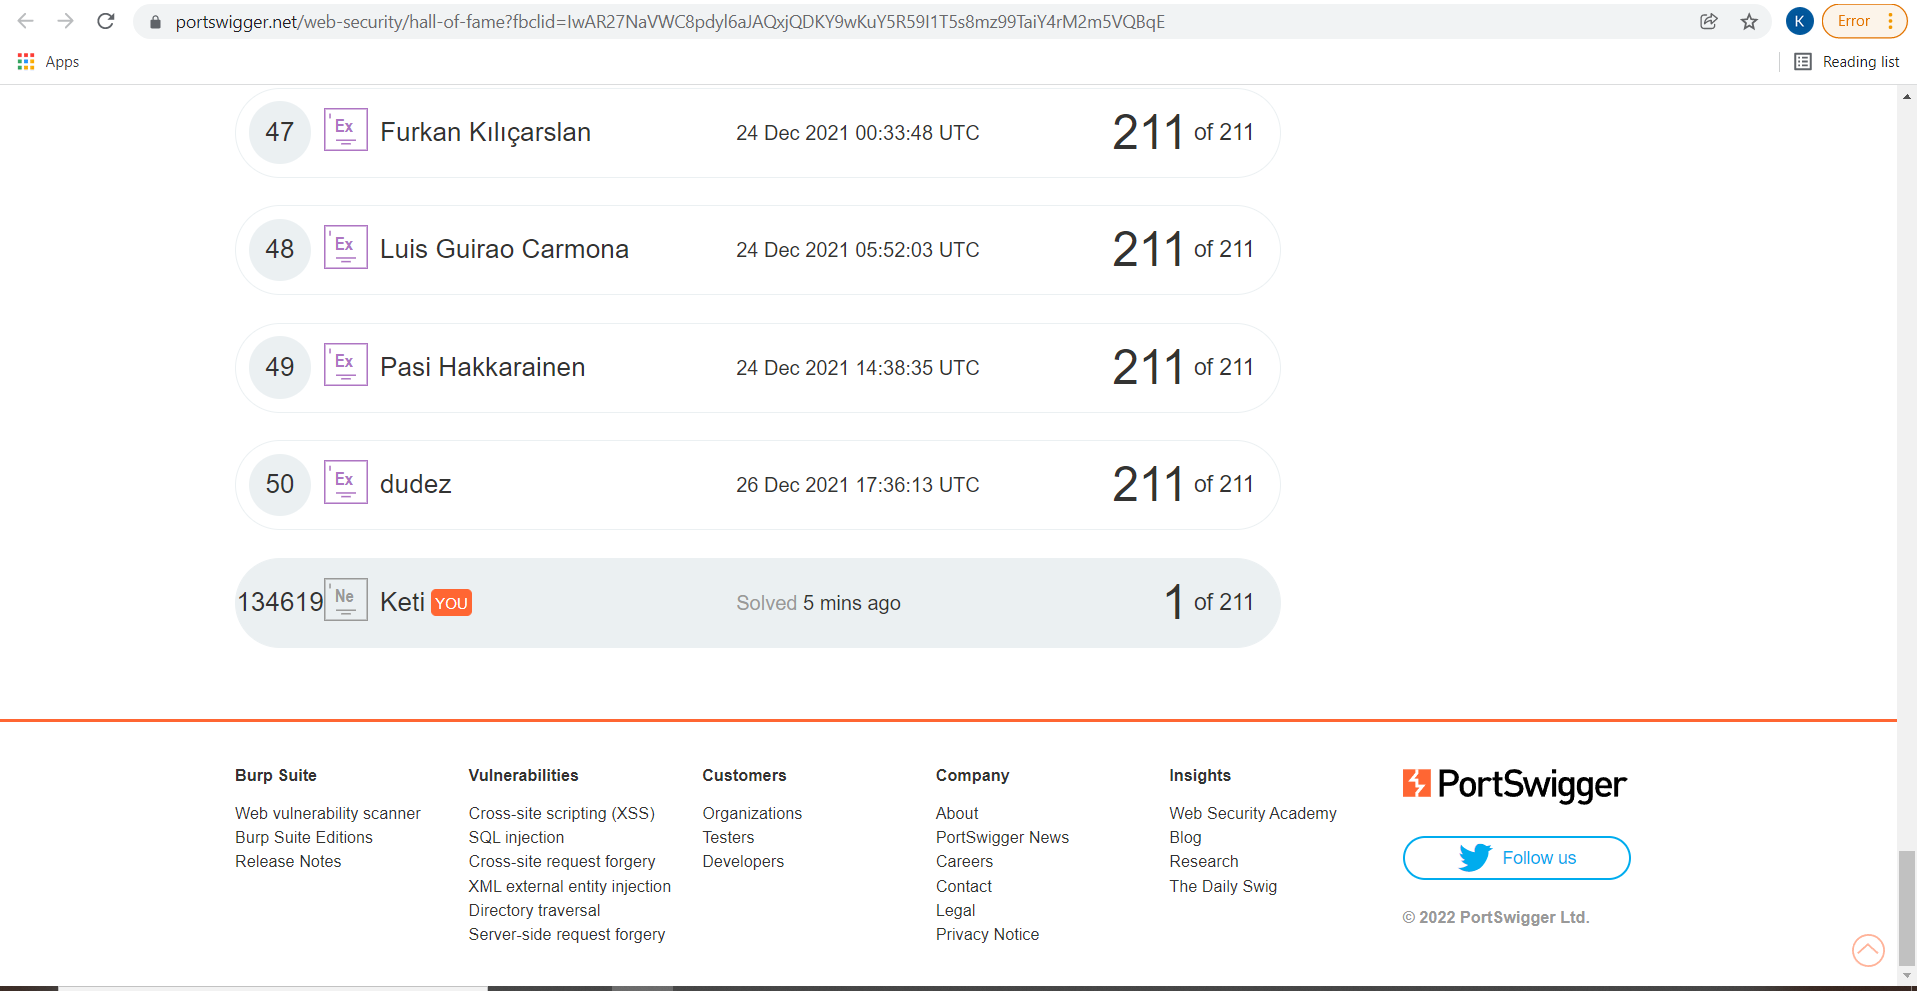 portswigger.net/web-security/hall-of-fame?fbclid=IwAR27NaVWC8pdyl6aJAQxjQDKY9wKuY5R59I1T5s8mz99TaiY4rM2m5VQBqE
K
Error
Apps
Reading list
47 Ex Furkan Kılıçarslan 24 Dec 2021 00:33:48 UTC 211 of 211
48 Ex Luis Guirao Carmona 24 Dec 2021 05:52:03 UTC 211 of 211
49 Ex Pasi Hakkarainen 24 Dec 2021 14:38:35 UTC 211 of 211
50 Ex dudez 26 Dec 2021 17:36:13 UTC 211 of 211
134619 Ne Keti YOU Solved 5 mins ago 1 of 211
Burp Suite
Web vulnerability scanner
Burp Suite Editions
Release Notes
Vulnerabilities
Cross-site scripting (XSS)
SQL injection
Cross-site request forgery
XML external entity injection
Directory traversal
Server-side request forgery
Customers
Organizations
Testers
Developers
Company
About
PortSwigger News
Careers
Contact
Legal
Privacy Notice
Insights
Web Security Academy
Blog
Research
The Daily Swig
PortSwigger
Follow us
© 2022 PortSwigger Ltd.